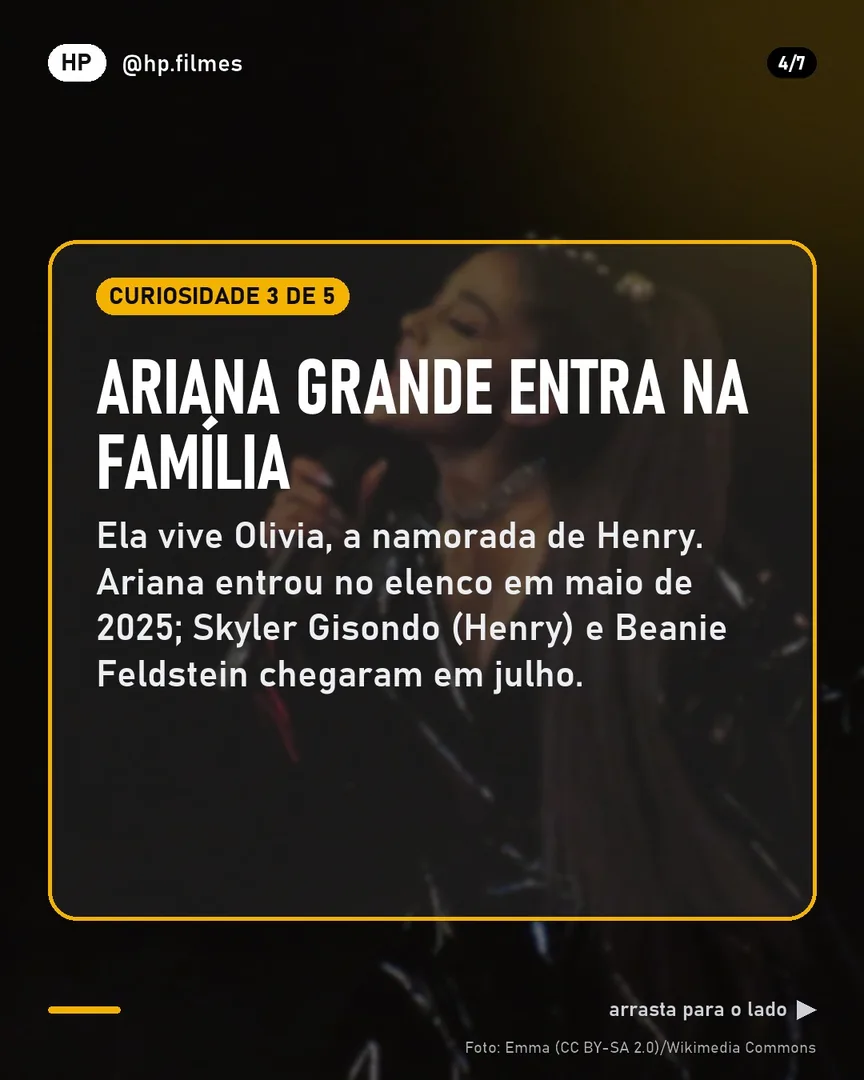 HP @hp.filmes
4/7
CURIOSIDADE 3 DE 5
ARIANA GRANDE ENTRA NA
FAMÍLIA
Ela vive Olivia, a namorada de Henry.
Ariana entrou no elenco em maio de
2025; Skyler Gisondo (Henry) e Beanie
Feldstein chegaram em julho.
arrasta para o lado ▶
Foto: Emma (CC BY-SA 2.0)/Wikimedia Commons